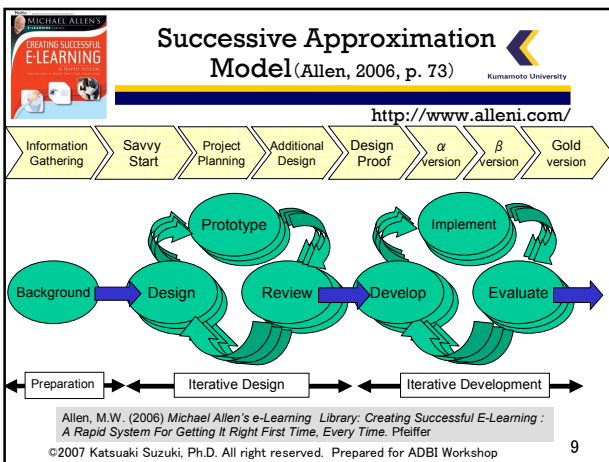 MICHAEL ALLEN'S
E-LEARNING
CREATING SUCCESSFUL
E-LEARNING
A RAPID SYSTEM
Successive Approximation
Model(Allen, 2006, p. 73)
Kumamoto University
http://www.alleni.com/
Information
Gathering
Savvy
Start
Project
Planning
Additional
Design
Design
Proof
α
version
β
version
Gold
version
Prototype
Implement
Background
Design
Review
Develop
Evaluate
Preparation
Iterative Design
Iterative Development
Allen, M.W. (2006) Michael Allen's e-Learning Library: Creating Successful E-Learning :
A Rapid System For Getting It Right First Time, Every Time. Pfeiffer
©2007 Katsuaki Suzuki, Ph.D. All right reserved. Prepared for ADBI Workshop
9